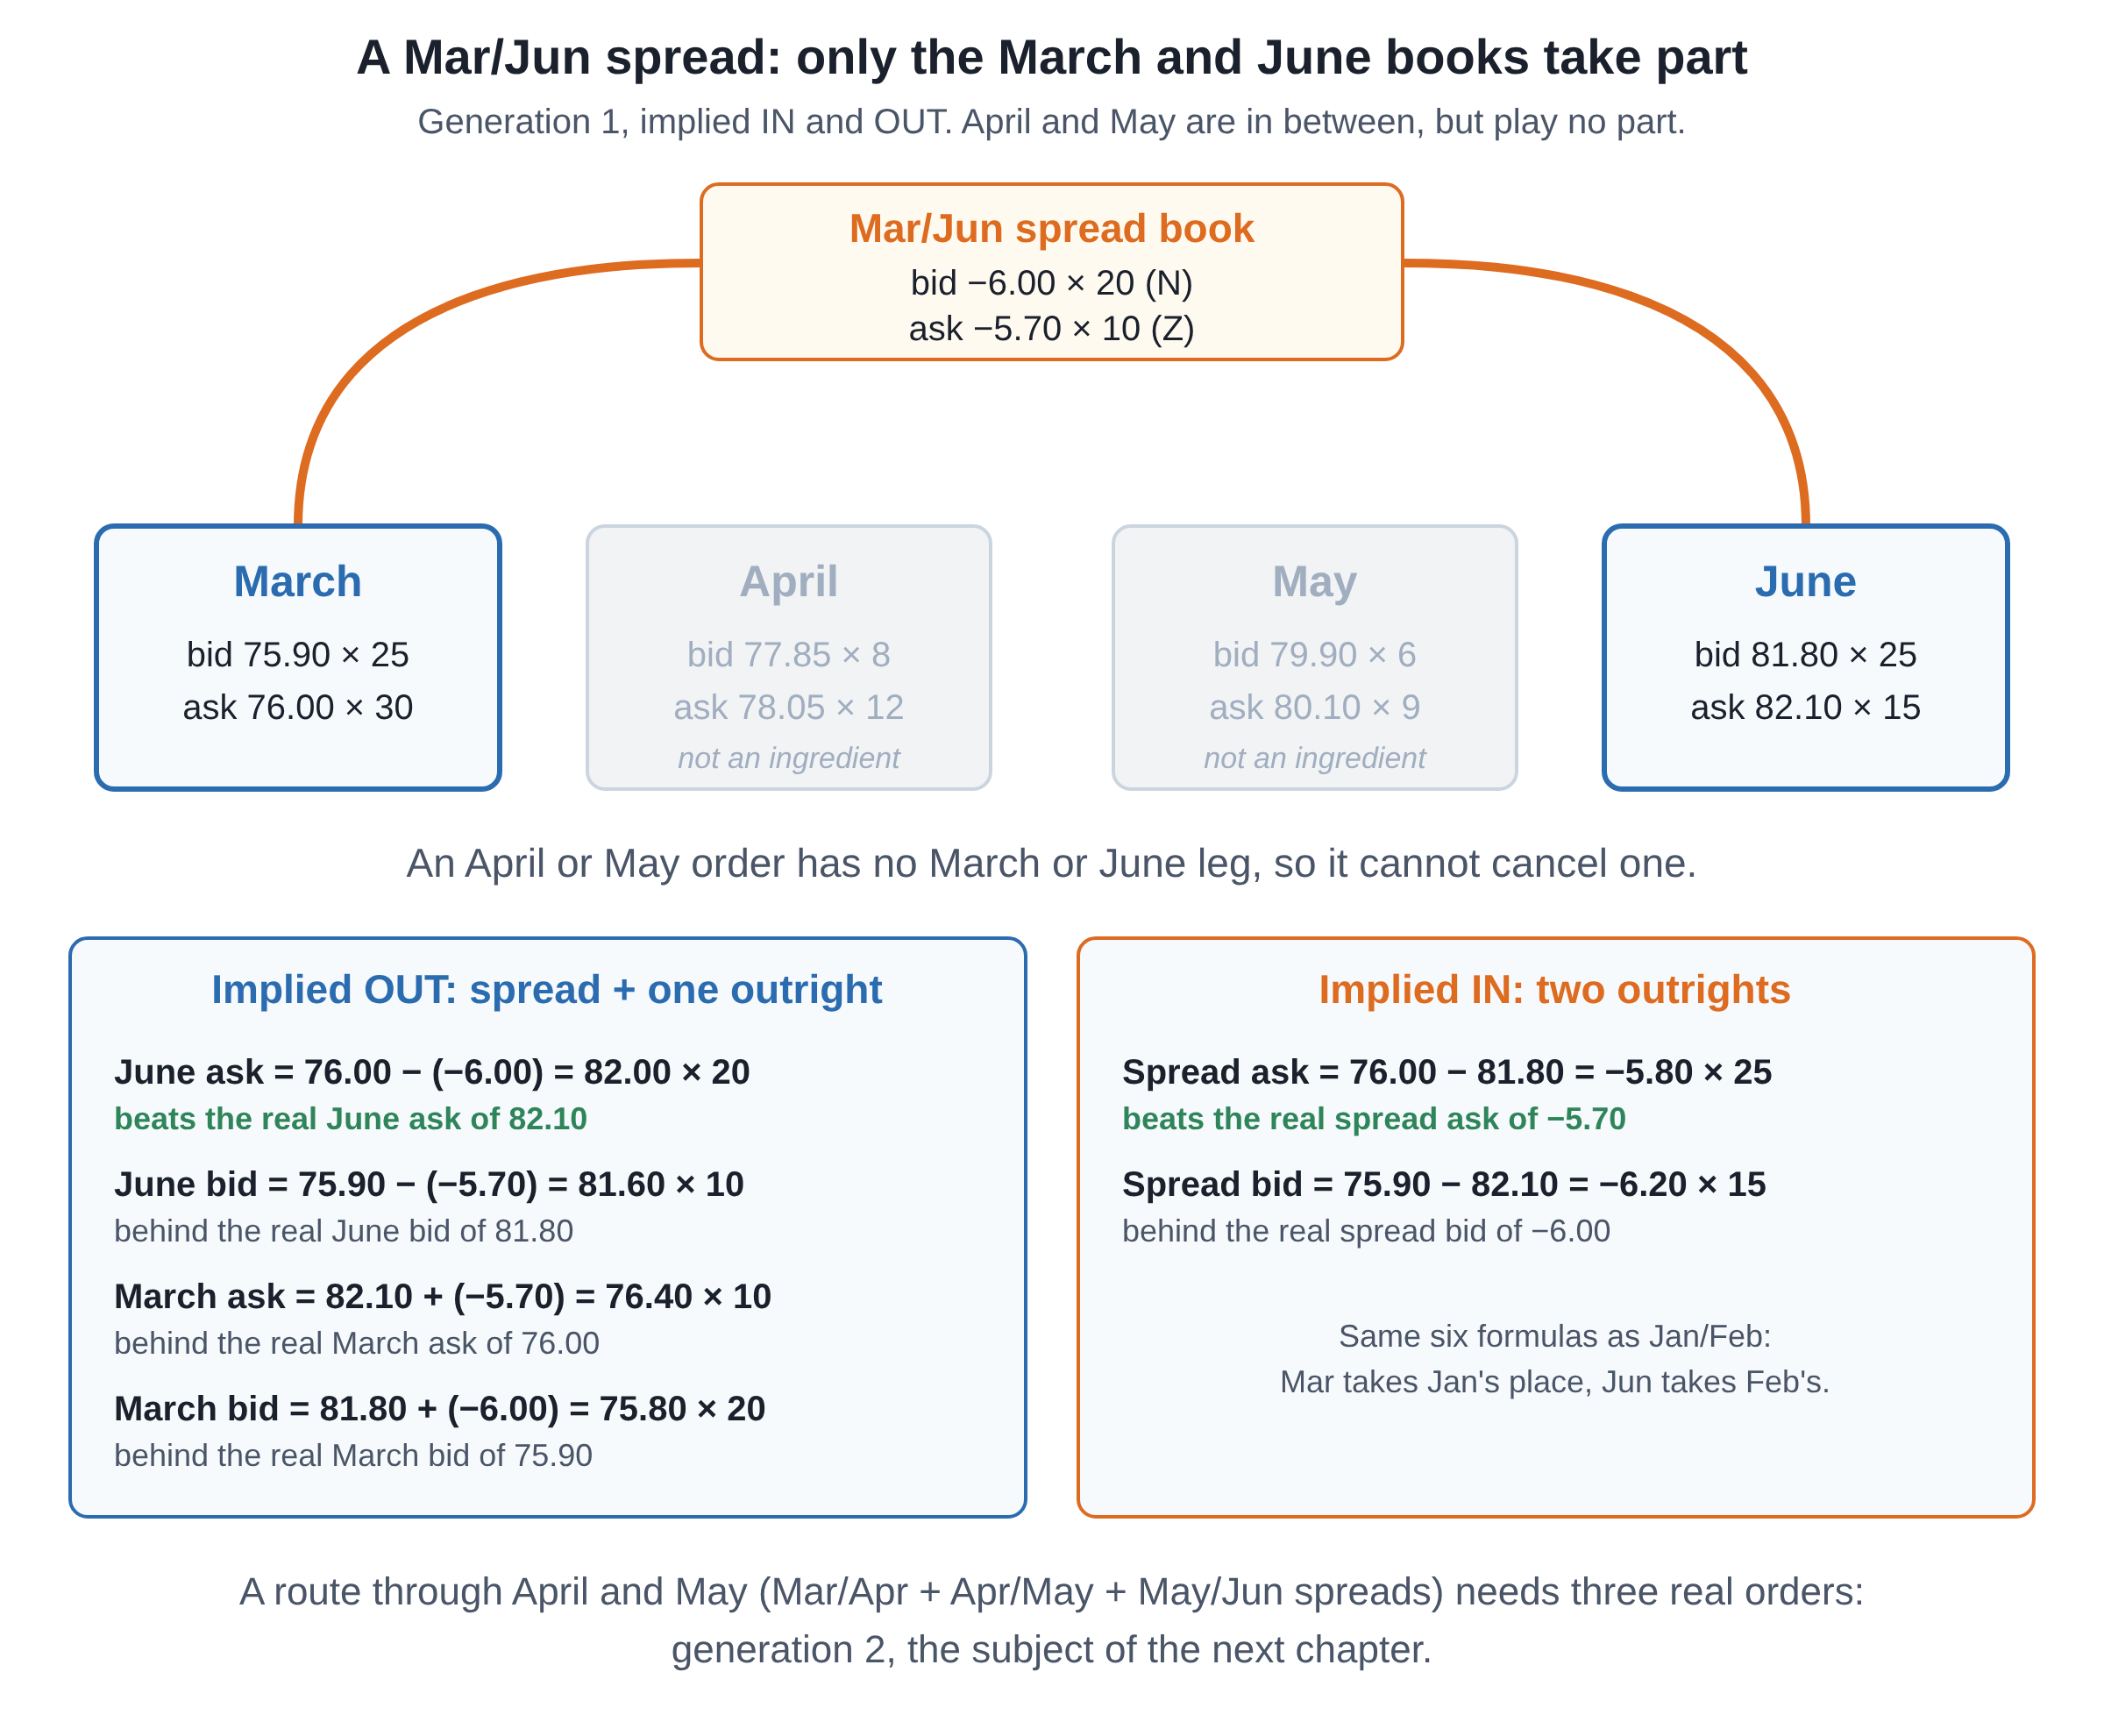 A Mar/Jun spread: only the March and June books take part
Generation 1, implied IN and OUT. April and May are in between, but play no part.
Mar/Jun spread book
bid −6.00 × 20 (N)
ask −5.70 × 10 (Z)
March
bid 75.90 × 25
ask 76.00 × 30
April
bid 77.85 × 8
ask 78.05 × 12
not an ingredient
May
bid 79.90 × 6
ask 80.10 × 9
not an ingredient
June
bid 81.80 × 25
ask 82.10 × 15
An April or May order has no March or June leg, so it cannot cancel one.
Implied OUT: spread + one outright
June ask = 76.00 − (−6.00) = 82.00 × 20
beats the real June ask of 82.10
June bid = 75.90 − (−5.70) = 81.60 × 10
behind the real June bid of 81.80
March ask = 82.10 + (−5.70) = 76.40 × 10
behind the real March ask of 76.00
March bid = 81.80 + (−6.00) = 75.80 × 20
behind the real March bid of 75.90
Implied IN: two outrights
Spread ask = 76.00 − 81.80 = −5.80 × 25
beats the real spread ask of −5.70
Spread bid = 75.90 − 82.10 = −6.20 × 15
behind the real spread bid of −6.00
Same six formulas as Jan/Feb:
Mar takes Jan's place, Jun takes Feb's.
A route through April and May (Mar/Apr + Apr/May + May/Jun spreads) needs three real orders:
generation 2, the subject of the next chapter.